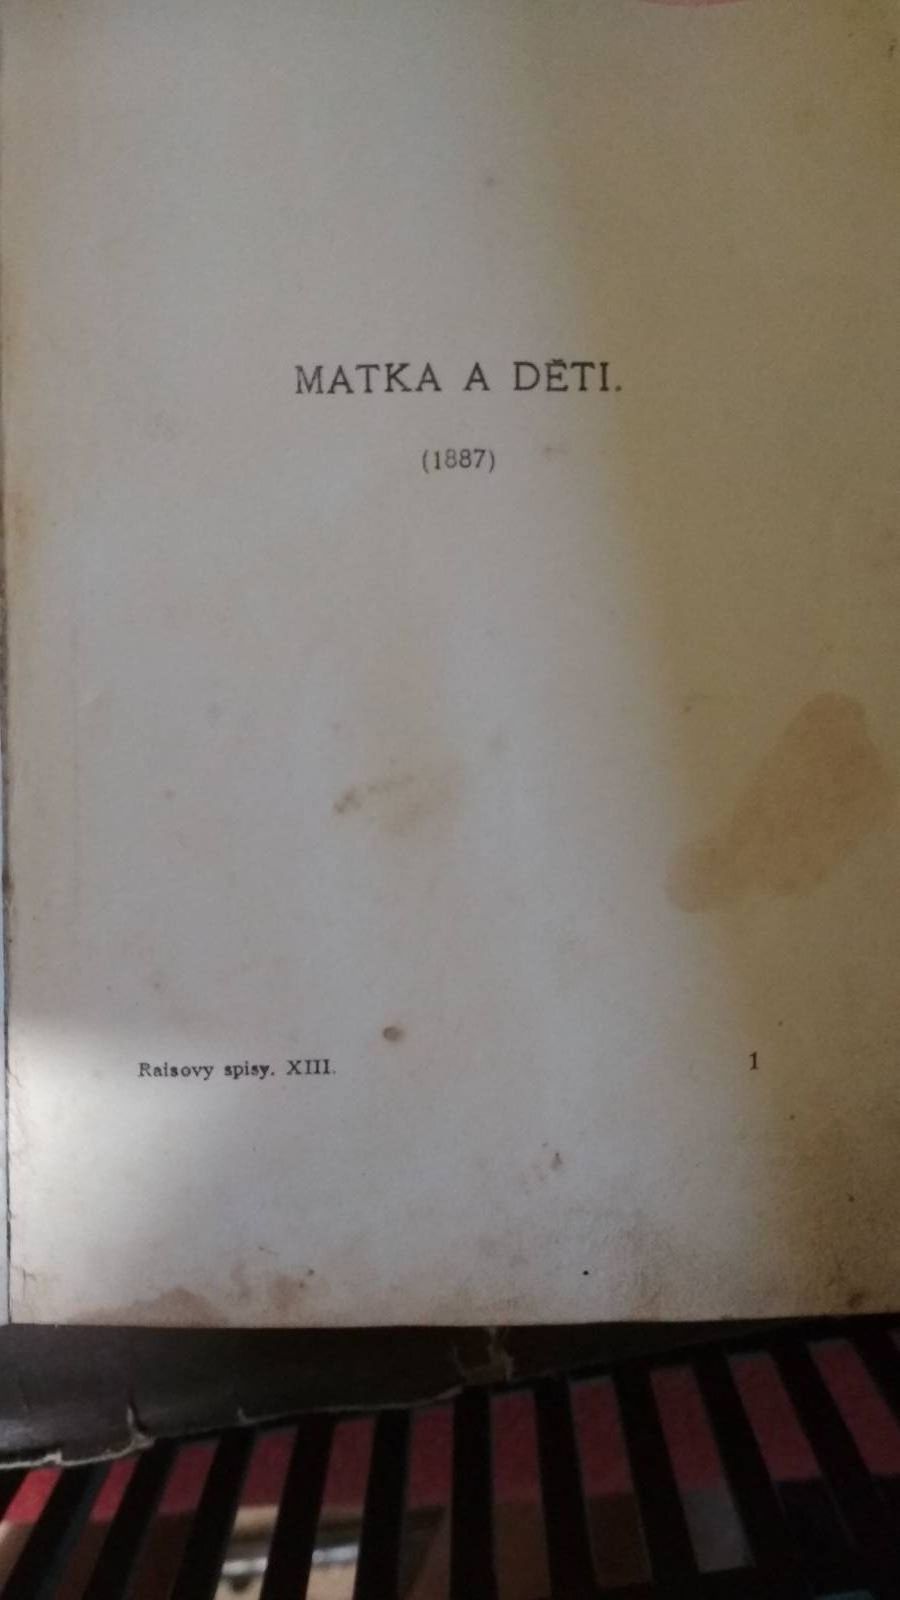 MATKA A DĚTI.
(1887)
Raisovy spisy. XIII. 1